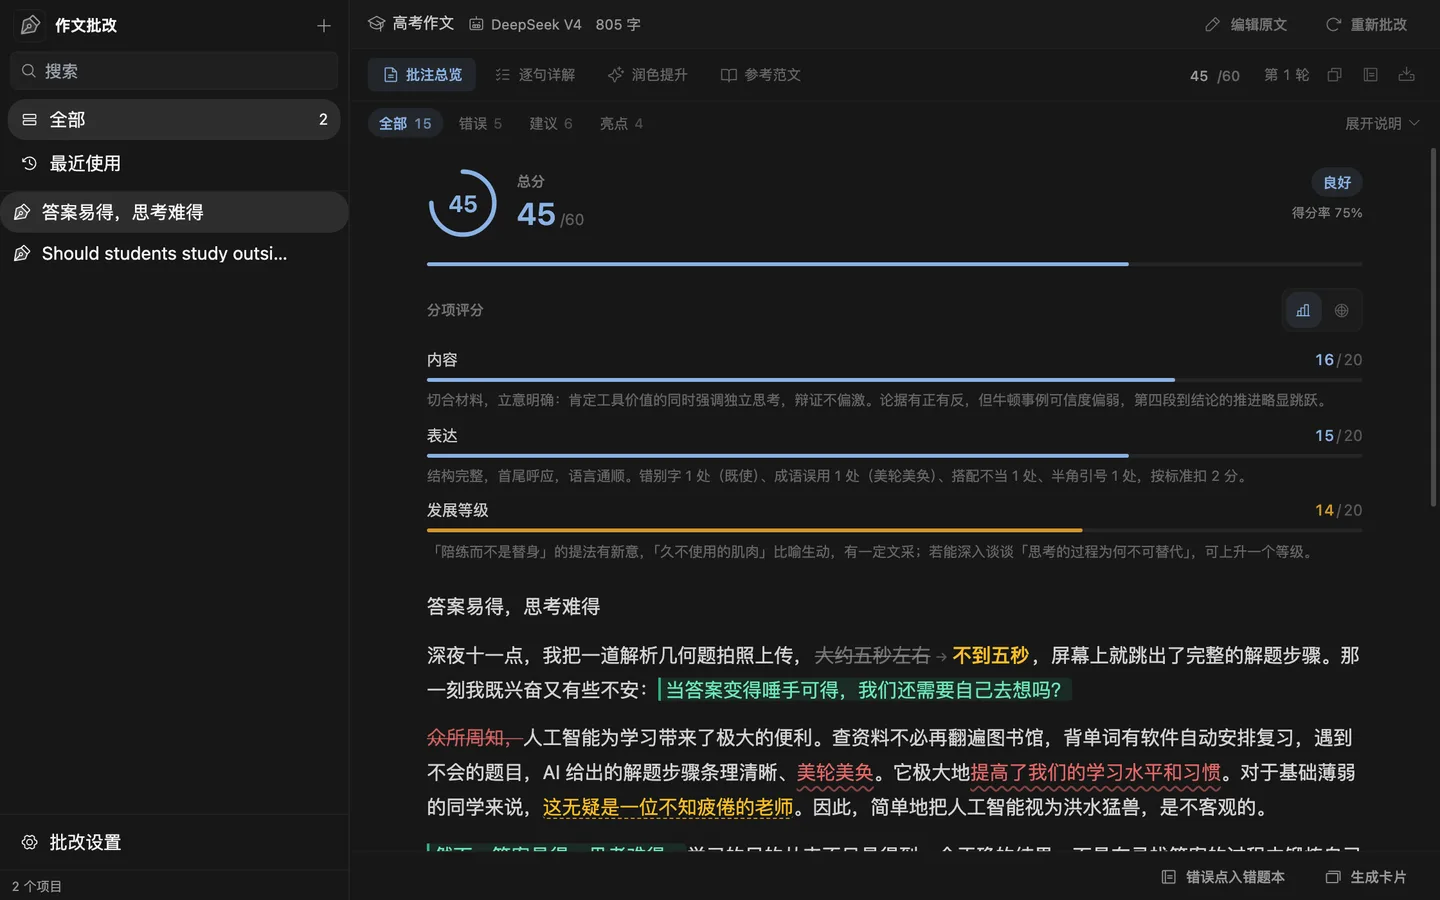 作文批改
搜索
全部 2
最近使用
答案易得，思考难得
Should students study outsi...
批改设置
2 个项目
高考作文 DeepSeek V4 805 字
编辑原文 重新批改
批注总览 逐句详解 润色提升 参考范文
45 /60 第 1 轮
全部 15 错误 5 建议 6 亮点 4
展开说明
45
总分
45 /60
良好
得分率 75%
分项评分
内容 16/20
切合材料，立意明确：肯定工具价值的同时强调独立思考，辩证不偏激。论据有正有反，但牛顿事例可信度偏弱，第四段到结论的推进略显跳跃。
表达 15/20
结构完整，首尾呼应，语言通顺。错别字 1 处（既使）、成语误用 1 处（美轮美奂）、搭配不当 1 处、半角引号 1 处，按标准扣 2 分。
发展等级 14/20
「陪练而不是替身」的提法有新意，「久不使用的肌肉」比喻生动，有一定文采；若能深入谈谈「思考的过程为何不可替代」，可上升一个等级。
答案易得，思考难得
深夜十一点，我把一道解析几何题拍照上传，大约五秒左右→不到五秒，屏幕上就跳出了完整的解题步骤。那
一刻我既兴奋又有些不安：当答案变得唾手可得，我们还需要自己去想吗？
众所周知，人工智能为学习带来了极大的便利。查资料不必再翻遍图书馆，背单词有软件自动安排复习，遇到
不会的题目，AI 给出的解题步骤条理清晰、美轮美奂。它极大地提高了我们的学习水平和习惯。对于基础薄弱
的同学来说，这无疑是一位不知疲倦的老师。因此，简单地把人工智能视为洪水猛兽，是不客观的。
错误点入错题本 生成卡片